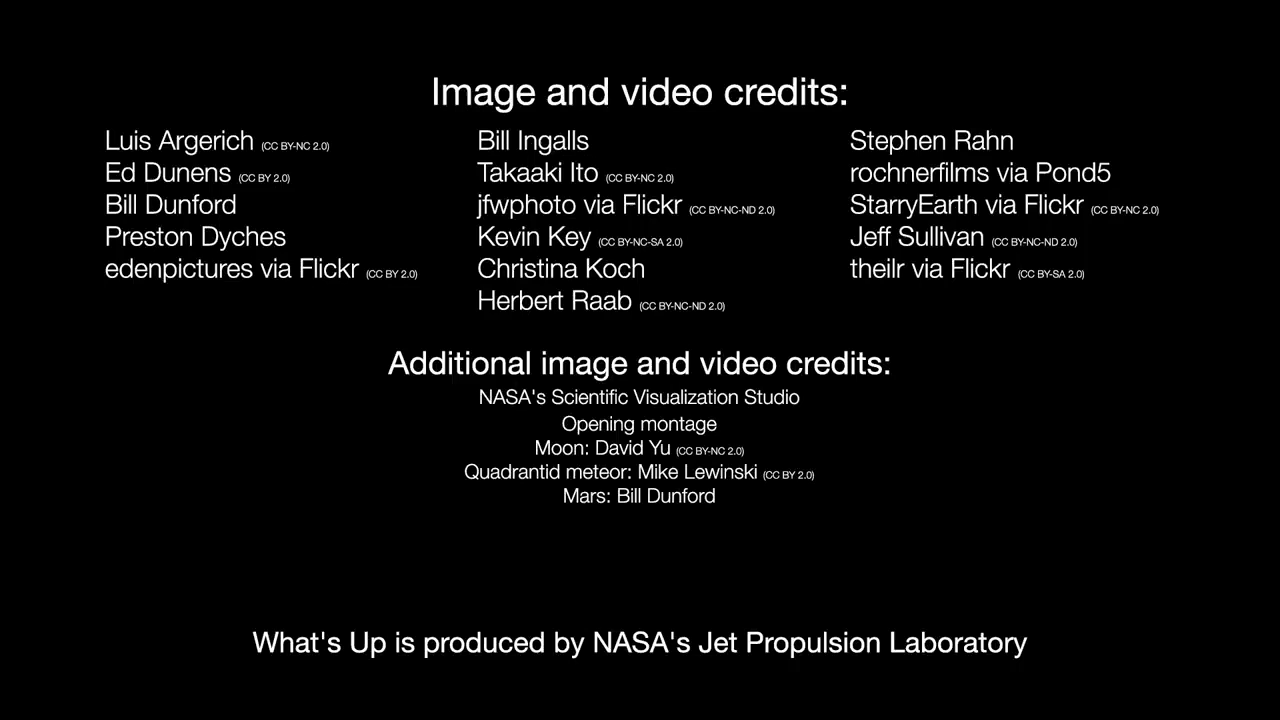 Image and video credits:
Luis Argerich (CC BY-NC 2.0)
Ed Dunens (CC BY 2.0)
Bill Dunford
Preston Dyches
edenpictures via Flickr (CC BY 2.0)
Bill Ingalls
Takaaki Ito (CC BY-NC 2.0)
jfwphoto via Flickr (CC BY-NC-ND 2.0)
Kevin Key (CC BY-NC-SA 2.0)
Christina Koch
Herbert Raab (CC BY-NC-ND 2.0)
Stephen Rahn
rochnerfilms via Pond5
StarryEarth via Flickr (CC BY-NC 2.0)
Jeff Sullivan (CC BY-NC-ND 2.0)
theilr via Flickr (CC BY-SA 2.0)
Additional image and video credits:
NASA's Scientific Visualization Studio
Opening montage
Moon: David Yu (CC BY-NC 2.0)
Quadrantid meteor: Mike Lewinski (CC BY 2.0)
Mars: Bill Dunford
What's Up is produced by NASA's Jet Propulsion Laboratory